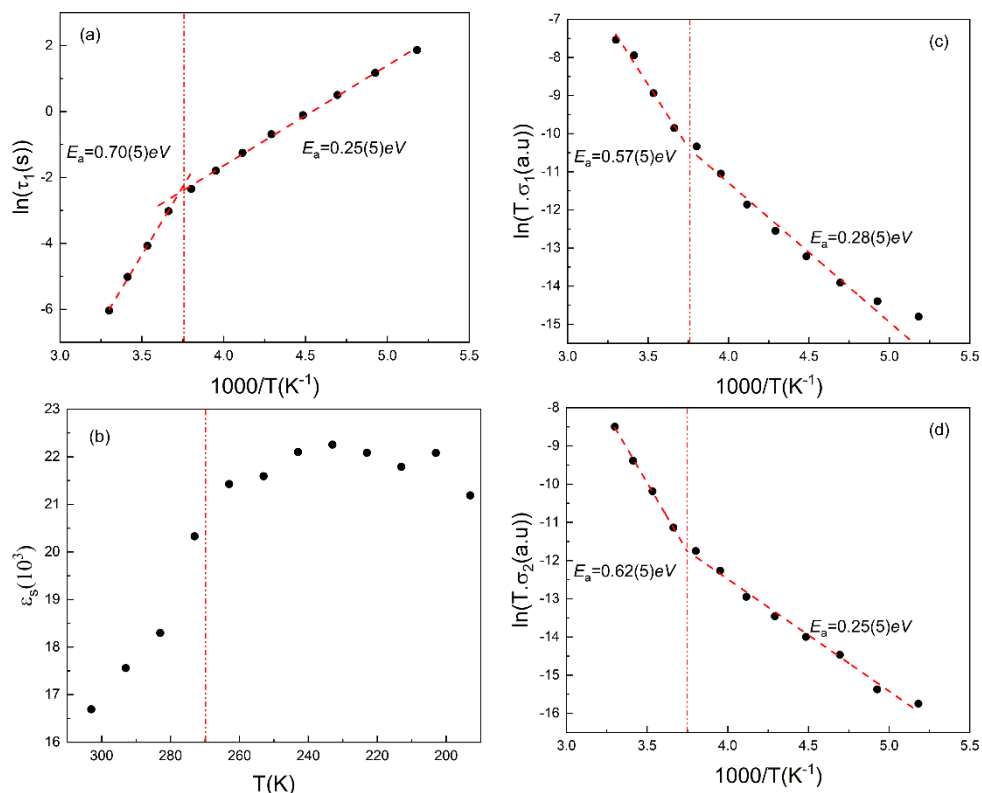 (a)
2
0
-2
-4
-6
ln(τ₁(s))
Eₐ=0.70(5)eV
Eₐ=0.25(5)eV
3.0 3.5 4.0 4.5 5.0 5.5
1000/T(K⁻¹)
(c)
-7
-8
-9
-10
-11
-12
-13
-14
-15
ln(T.σ₁(a.u))
Eₐ=0.57(5)eV
Eₐ=0.28(5)eV
3.0 3.5 4.0 4.5 5.0 5.5
1000/T(K⁻¹)
(b)
23
22
21
20
19
18
17
16
εₛ(10³)
300 280 260 240 220 200
T(K)
(d)
-8
-9
-10
-11
-12
-13
-14
-15
-16
ln(T.σ₂(a.u))
Eₐ=0.62(5)eV
Eₐ=0.25(5)eV
3.0 3.5 4.0 4.5 5.0 5.5
1000/T(K⁻¹)